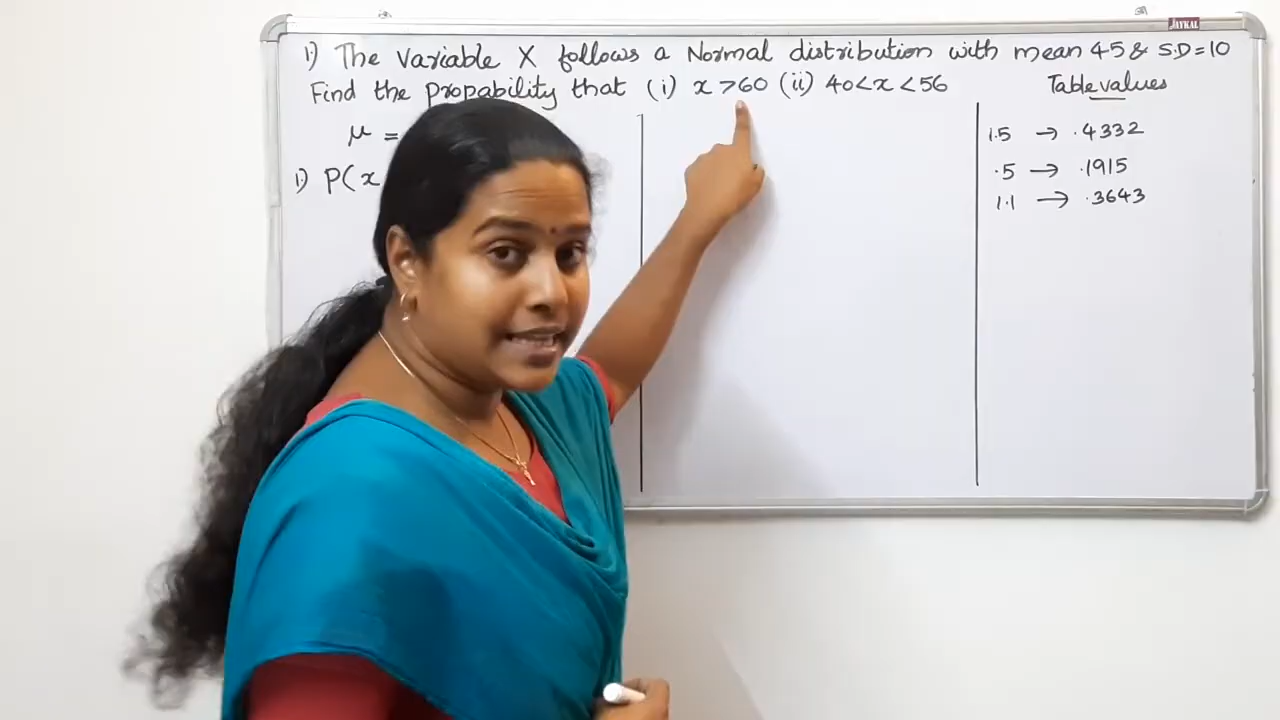 JAYKAL
1) The variable X follows a Normal distribution with mean 45 & S.D = 10
Find the propability that (i) x > 60 (ii) 40 < x < 56
Table values
μ =
1.5 → .4332
1) P(x
.5 → .1915
1.1 → .3643